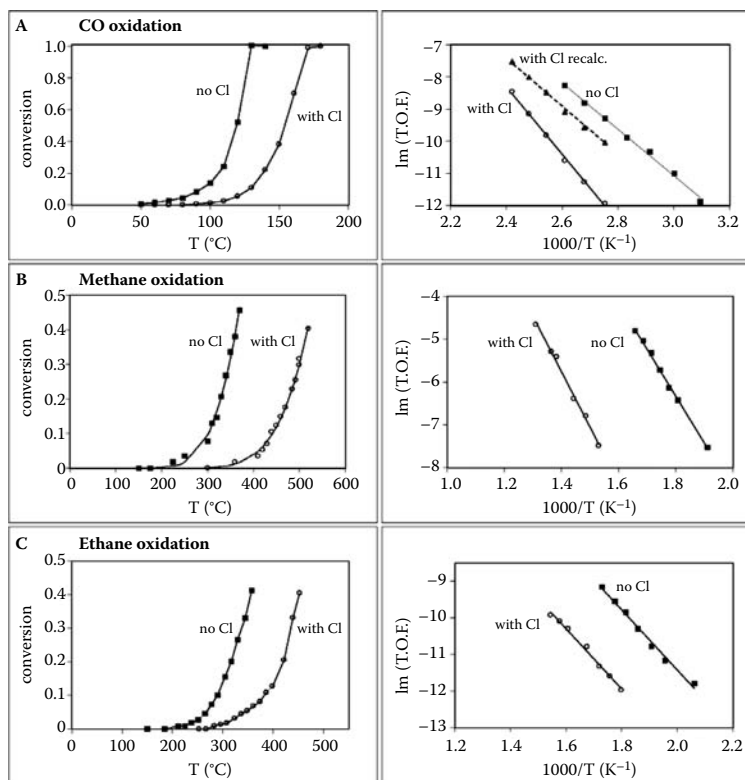 A CO oxidation
1.0
0.8
0.6
0.4
0.2
0.0
conversion
no Cl
with Cl
0 50 100 150 200
T (°C)
−7
−8
−9
−10
−11
−12
lm (T.O.F.)
with Cl recalc.
no Cl
with Cl
2.2 2.4 2.6 2.8 3.0 3.2
1000/T (K⁻¹)
B Methane oxidation
0.5
0.4
0.3
0.2
0.1
0
conversion
no Cl
with Cl
0 100 200 300 400 500 600
T (°C)
−4
−5
−6
−7
−8
lm (T.O.F.)
with Cl
no Cl
1.0 1.2 1.4 1.6 1.8 2.0
1000/T (K⁻¹)
C Ethane oxidation
0.5
0.4
0.3
0.2
0.1
0
conversion
no Cl
with Cl
0 100 200 300 400 500
T (°C)
−9
−10
−11
−12
−13
lm (T.O.F.)
no Cl
with Cl
1.2 1.4 1.6 1.8 2.0 2.2
1000/T (K⁻¹)